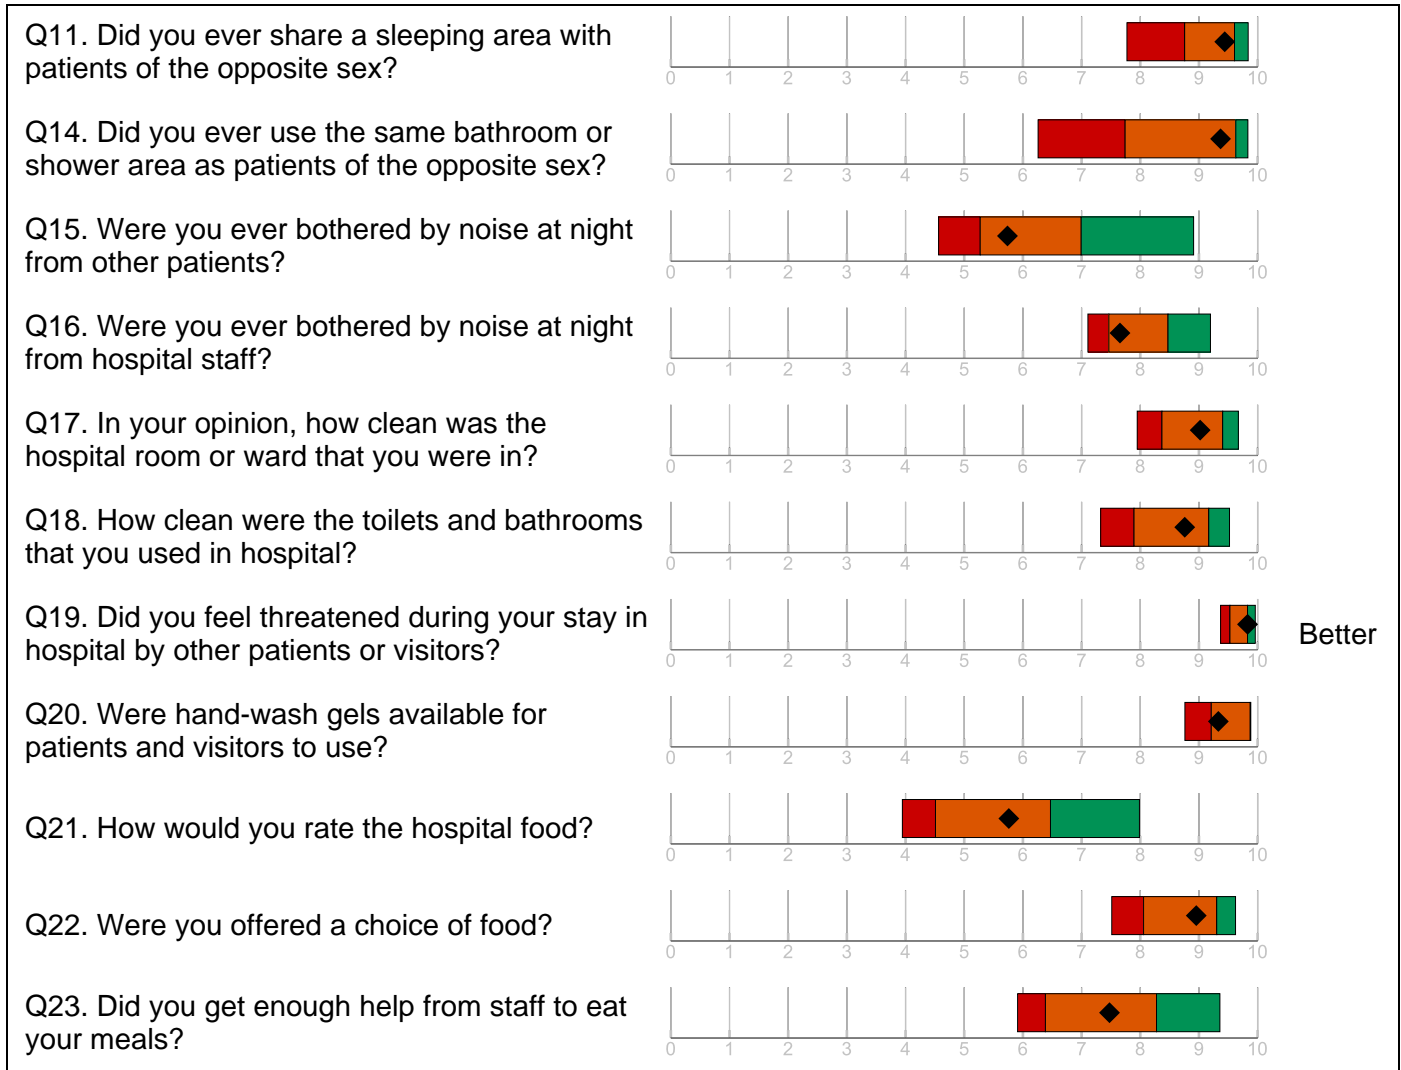 Q11. Did you ever share a sleeping area with
patients of the opposite sex?
0 1 2 3 4 5 6 7 8 9 10
Q14. Did you ever use the same bathroom or
shower area as patients of the opposite sex?
0 1 2 3 4 5 6 7 8 9 10
Q15. Were you ever bothered by noise at night
from other patients?
0 1 2 3 4 5 6 7 8 9 10
Q16. Were you ever bothered by noise at night
from hospital staff?
0 1 2 3 4 5 6 7 8 9 10
Q17. In your opinion, how clean was the
hospital room or ward that you were in?
0 1 2 3 4 5 6 7 8 9 10
Q18. How clean were the toilets and bathrooms
that you used in hospital?
0 1 2 3 4 5 6 7 8 9 10
Q19. Did you feel threatened during your stay in
hospital by other patients or visitors?
0 1 2 3 4 5 6 7 8 9 10
Better
Q20. Were hand-wash gels available for
patients and visitors to use?
0 1 2 3 4 5 6 7 8 9 10
Q21. How would you rate the hospital food?
0 1 2 3 4 5 6 7 8 9 10
Q22. Were you offered a choice of food?
0 1 2 3 4 5 6 7 8 9 10
Q23. Did you get enough help from staff to eat
your meals?
0 1 2 3 4 5 6 7 8 9 10